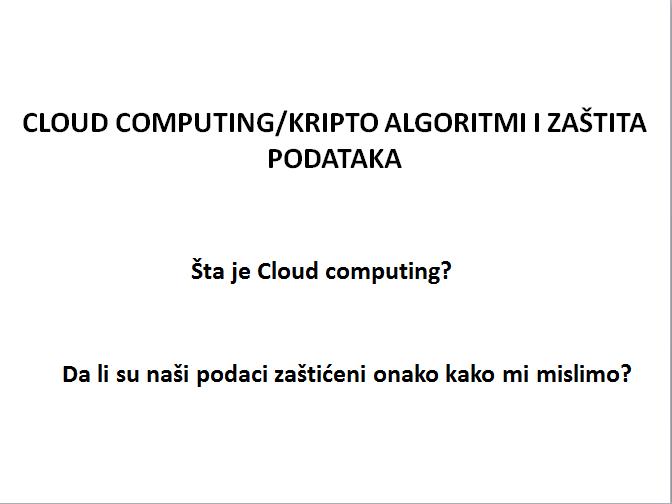 CLOUD COMPUTING/KRIPTO ALGORITMI I ZAŠTITA
PODATAKA
Šta je Cloud computing?
Da li su naši podaci zaštićeni onako kako mi mislimo?